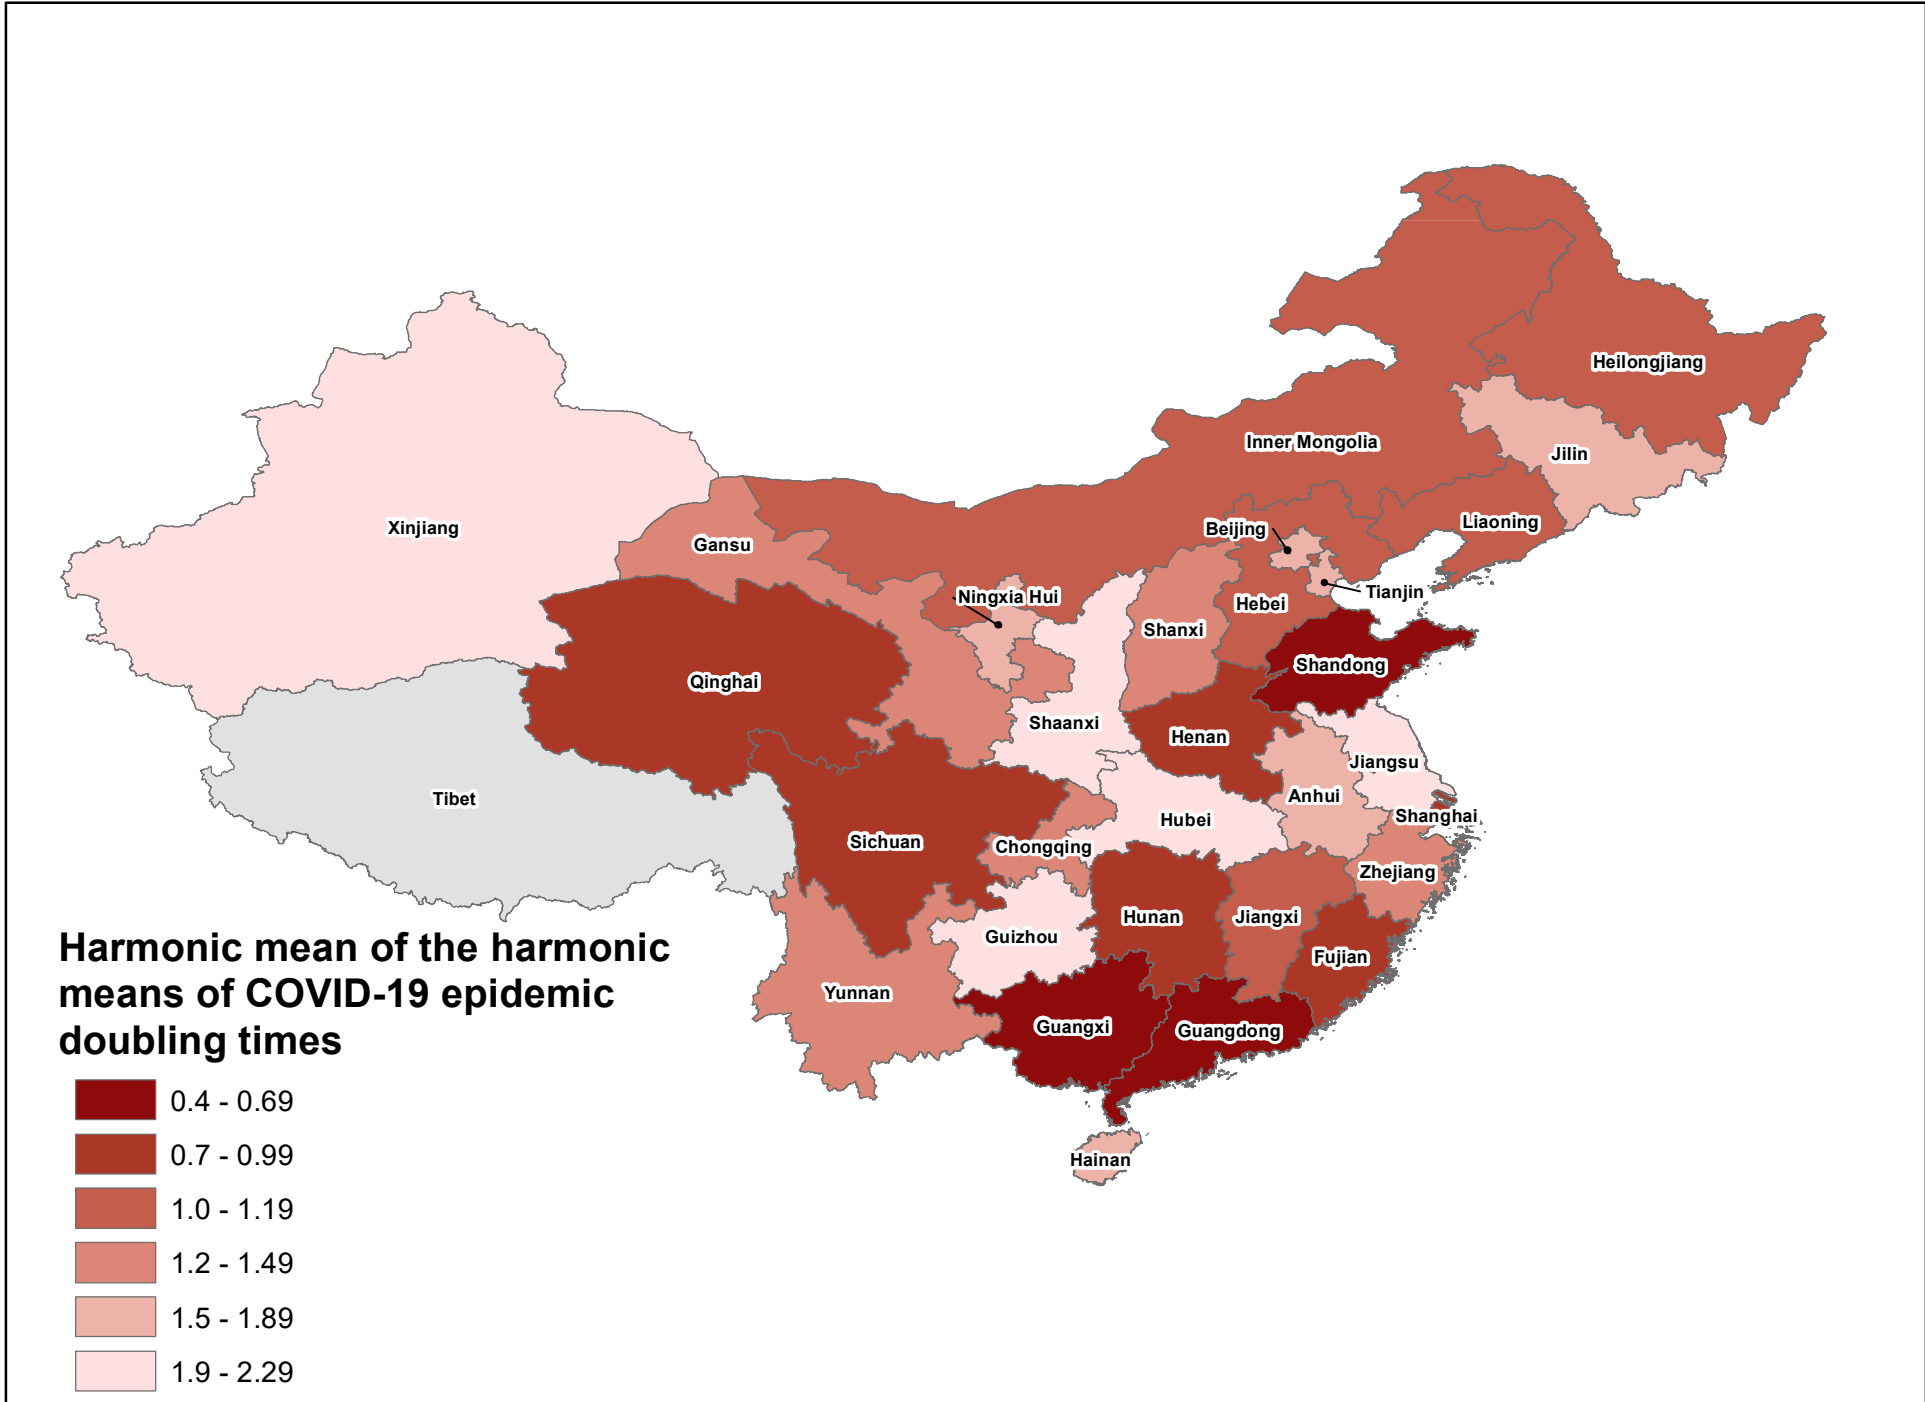 Heilongjiang
Inner Mongolia
Jilin
Xinjiang
Liaoning
Beijing
Gansu
Tianjin
Ningxia Hui
Hebei
Shanxi
Shandong
Qinghai
Shaanxi
Henan
Jiangsu
Tibet
Anhui
Shanghai
Hubei
Sichuan
Chongqing
Zhejiang
Hunan
Jiangxi
Guizhou
Fujian
Yunnan
Guangxi
Guangdong
Hainan
Harmonic mean of the harmonic
means of COVID-19 epidemic
doubling times
0.4 - 0.69
0.7 - 0.99
1.0 - 1.19
1.2 - 1.49
1.5 - 1.89
1.9 - 2.29